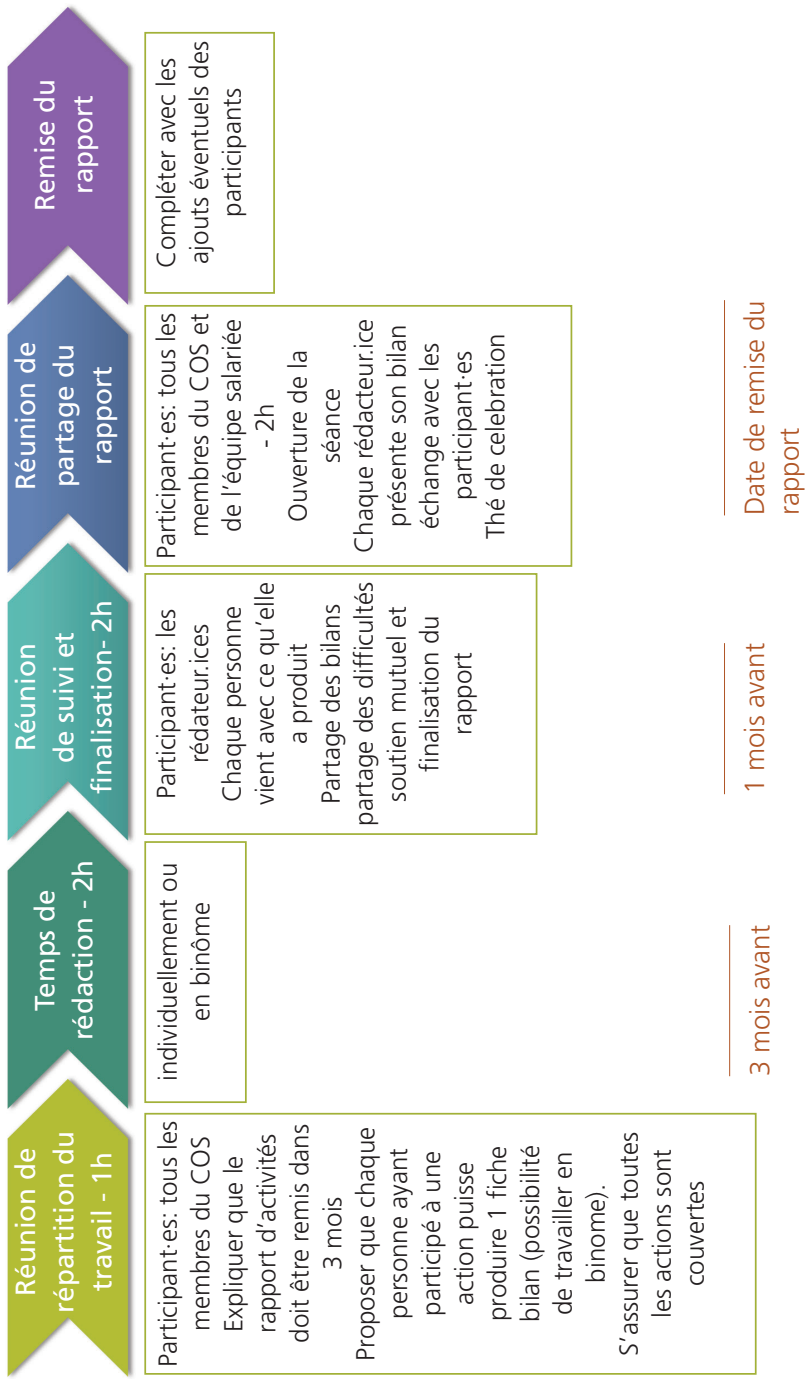 Réunion de
répartition du
travail - 1h
Temps de
rédaction - 2h
Réunion
de suivi et
finalisation- 2h
Réunion de
partage du
rapport
Remise du
rapport
Participant·es: tous les
membres du COS
Expliquer que le
rapport d’activités
doit être remis dans
3 mois
Proposer que chaque
personne ayant
participé à une
action puisse
produire 1 fiche
bilan (possibilité
de travailler en
binome).
S’assurer que toutes
les actions sont
couvertes
individuellement ou
en binôme
Participant·es: les
rédateur.ices
Chaque personne
vient avec ce qu’elle
a produit
Partage des bilans
partage des difficultés
soutien mutuel et
finalisation du
rapport
Participant·es: tous les
membres du COS et
de l’équipe salariée
- 2h
Ouverture de la
séance
Chaque rédacteur.ice
présente son bilan
échange avec les
participant·es
Thé de celebration
Compléter avec les
ajouts éventuels des
participants
3 mois avant
1 mois avant
Date de remise du
rapport